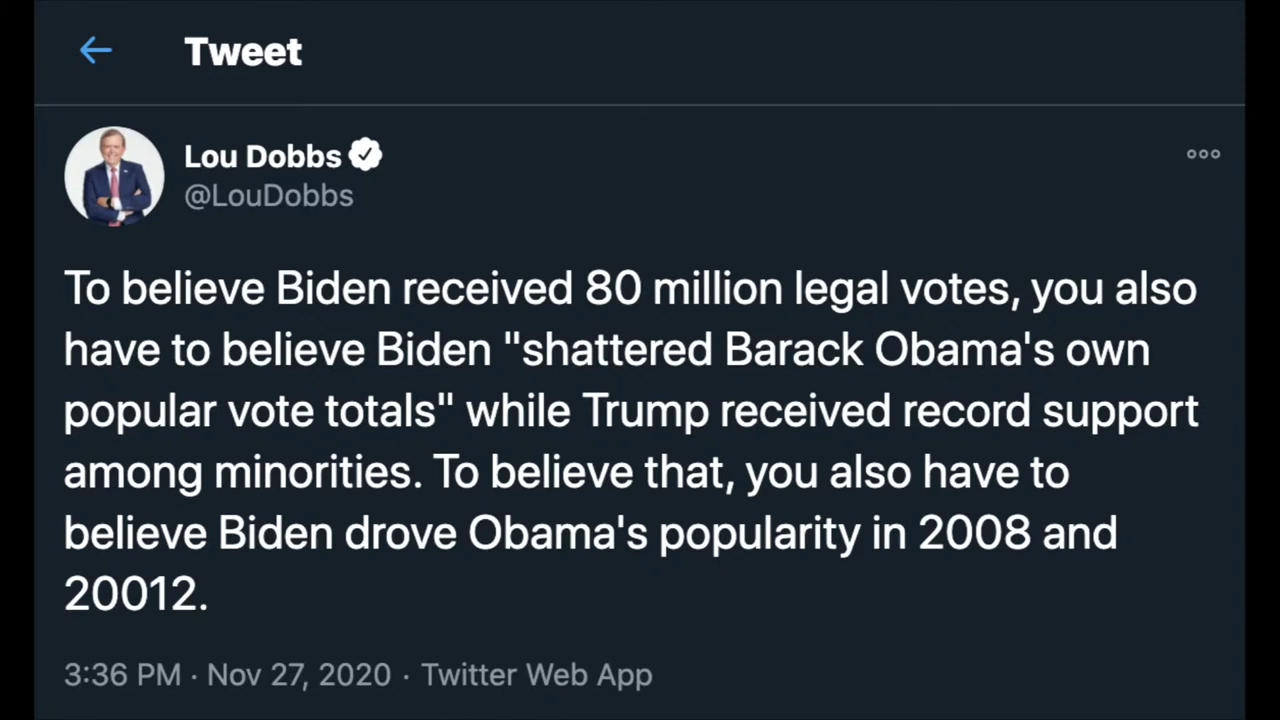 Tweet
Lou Dobbs
@LouDobbs
To believe Biden received 80 million legal votes, you also
have to believe Biden "shattered Barack Obama's own
popular vote totals" while Trump received record support
among minorities. To believe that, you also have to
believe Biden drove Obama's popularity in 2008 and
20012.
3:36 PM · Nov 27, 2020 · Twitter Web App